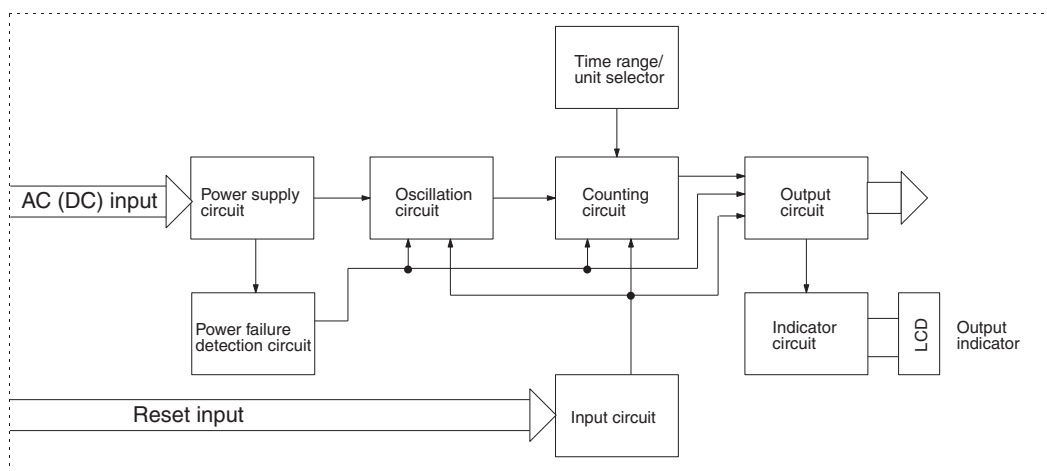 Time range/
unit selector
AC (DC) input
Power supply
circuit
Oscillation
circuit
Counting
circuit
Output
circuit
Power failure
detection circuit
Indicator
circuit
LCD
Output
indicator
Reset input
Input circuit